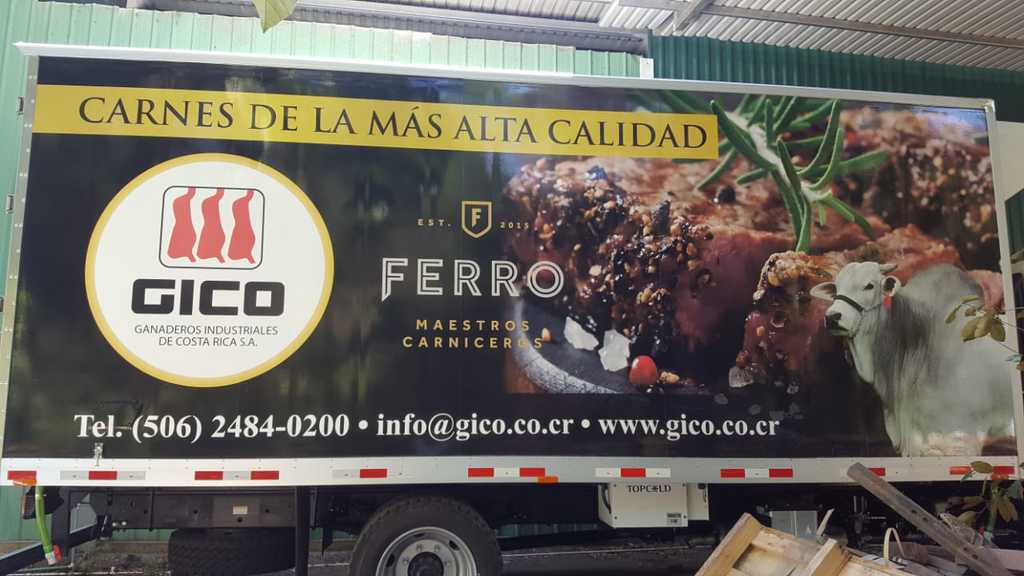 CARNES DE LA MÁS ALTA CALIDAD
GICO
GANADEROS INDUSTRIALES
DE COSTA RICA S.A.
EST. F 2015
FERRO
MAESTROS
CARNICEROS
Tel. (506) 2484-0200 • info@gico.co.cr • www.gico.co.cr
TOPCOLD